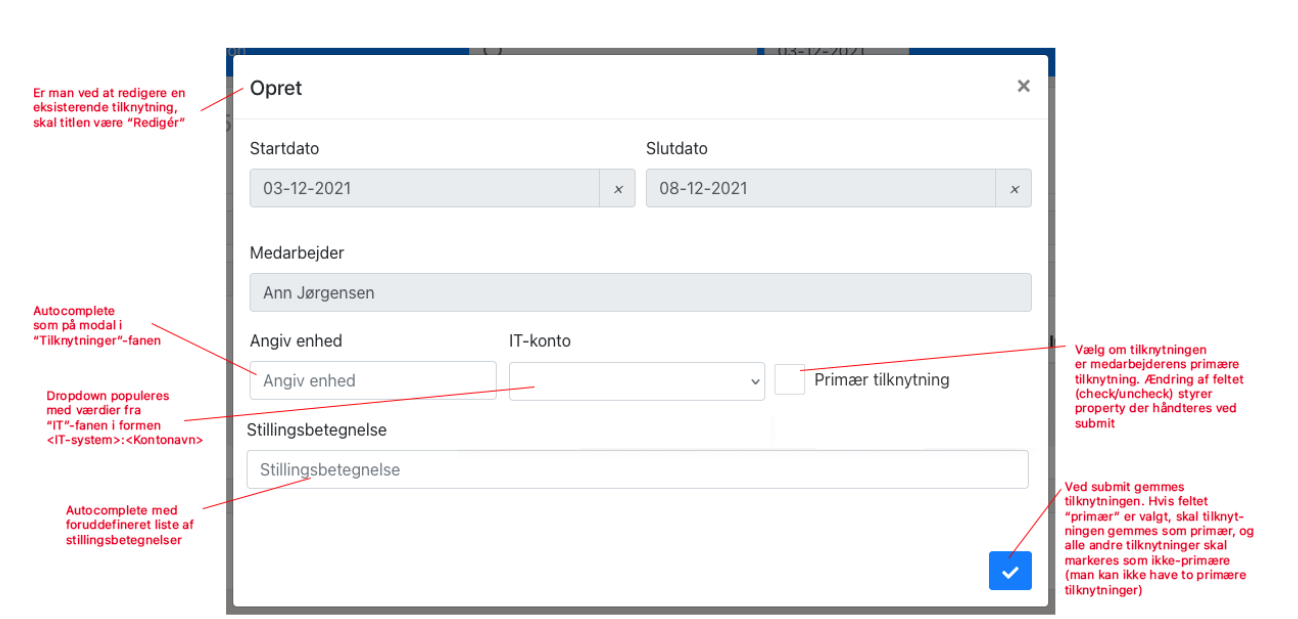 03-12-2021
Er man ved at redigere en
eksisterende tilknytning,
skal titlen være “Redigér”
Opret
×
Startdato
Slutdato
03-12-2021
×
08-12-2021
×
Medarbejder
Ann Jørgensen
Autocomplete
som på modal i
“Tilknytninger”-fanen
Angiv enhed
IT-konto
Angiv enhed
Primær tilknytning
Vælg om tilknytningen
er medarbejderens primære
tilknytning. Ændring af feltet
(check/uncheck) styrer
property der håndteres ved
submit
Dropdown populeres
med værdier fra
“IT”-fanen i formen
<IT-system>:<Kontonavn>
Stillingsbetegnelse
Stillingsbetegnelse
Autocomplete med
foruddefineret liste af
stillingsbetegnelser
Ved submit gemmes
tilknytningen. Hvis feltet
“primær” er valgt, skal tilknyt-
ningen gemmes som primær, og
alle andre tilknytninger skal
markeres som ikke-primære
(man kan ikke have to primære
tilknytninger)